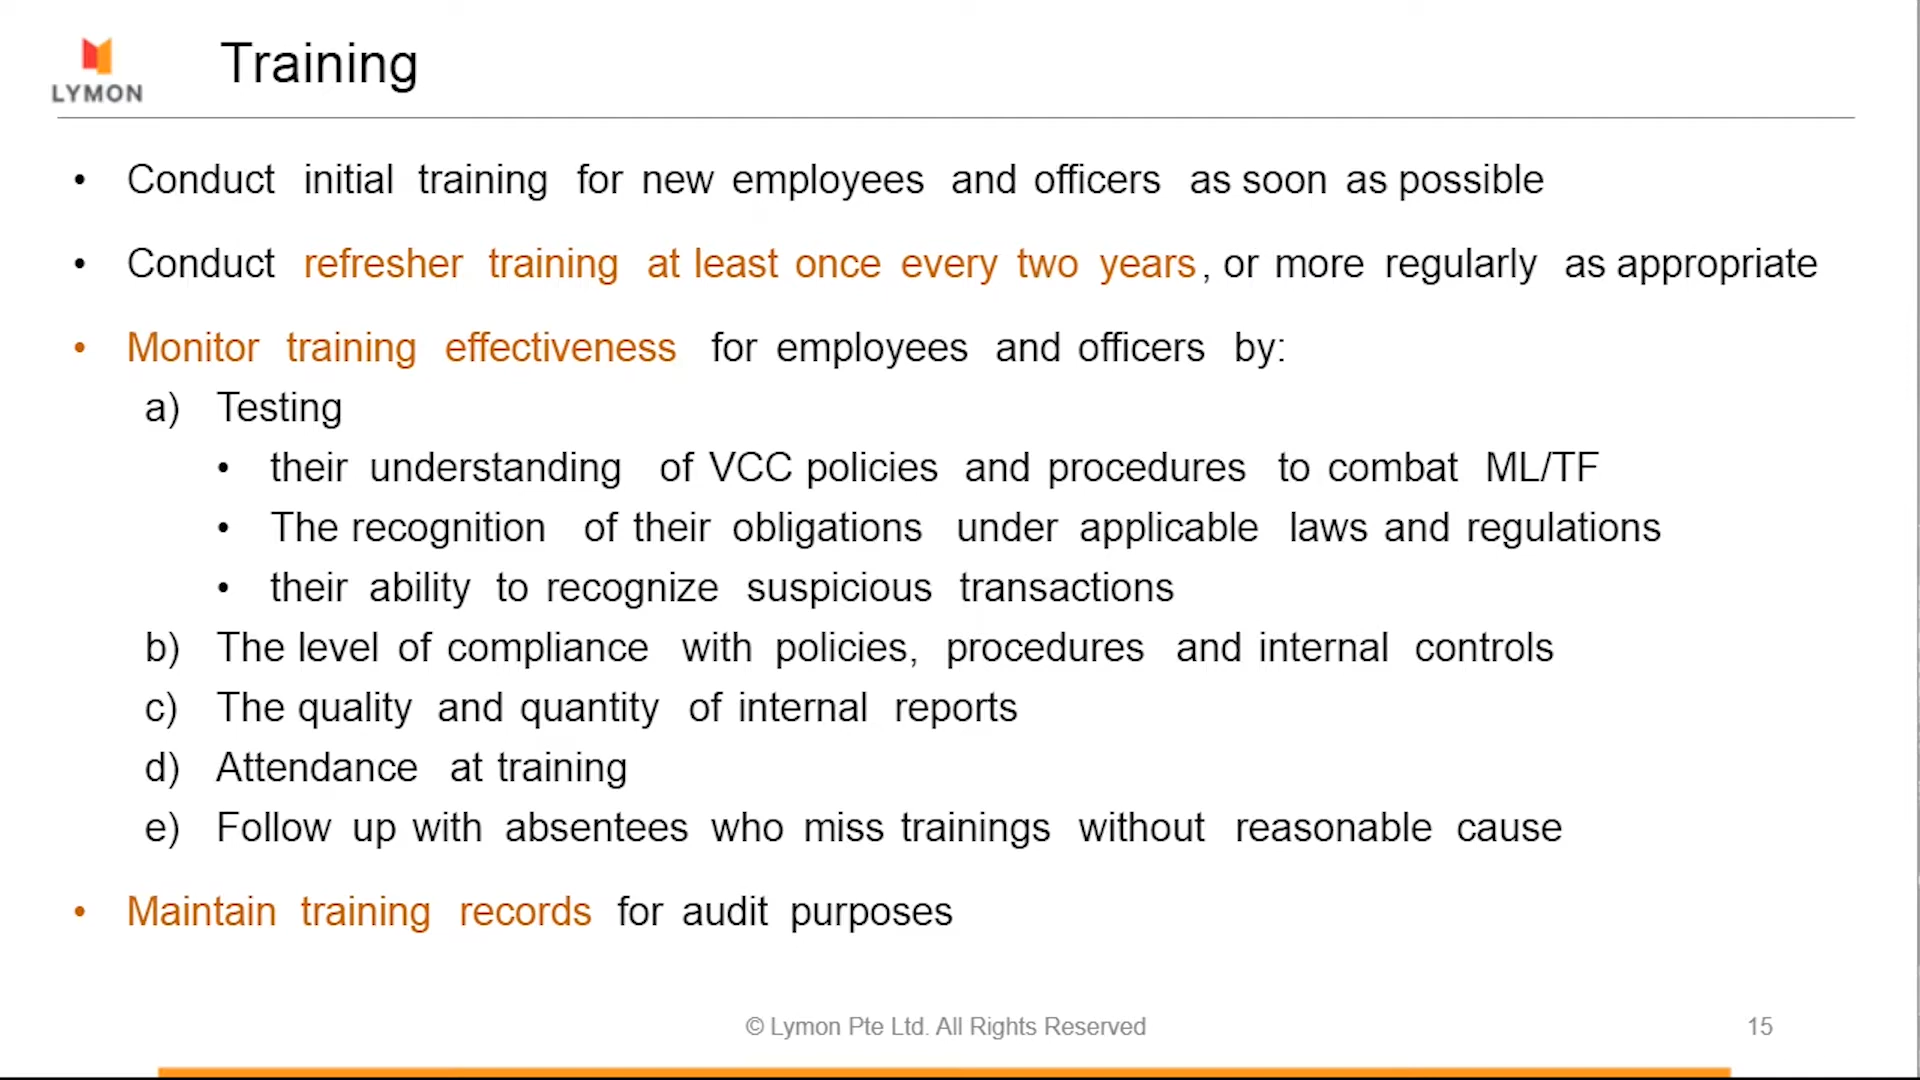 LYMON
Training
• Conduct initial training for new employees and officers as soon as possible
• Conduct refresher training at least once every two years, or more regularly as appropriate
• Monitor training effectiveness for employees and officers by:
a) Testing
• their understanding of VCC policies and procedures to combat ML/TF
• The recognition of their obligations under applicable laws and regulations
• their ability to recognize suspicious transactions
b) The level of compliance with policies, procedures and internal controls
c) The quality and quantity of internal reports
d) Attendance at training
e) Follow up with absentees who miss trainings without reasonable cause
• Maintain training records for audit purposes
© Lymon Pte Ltd. All Rights Reserved
15